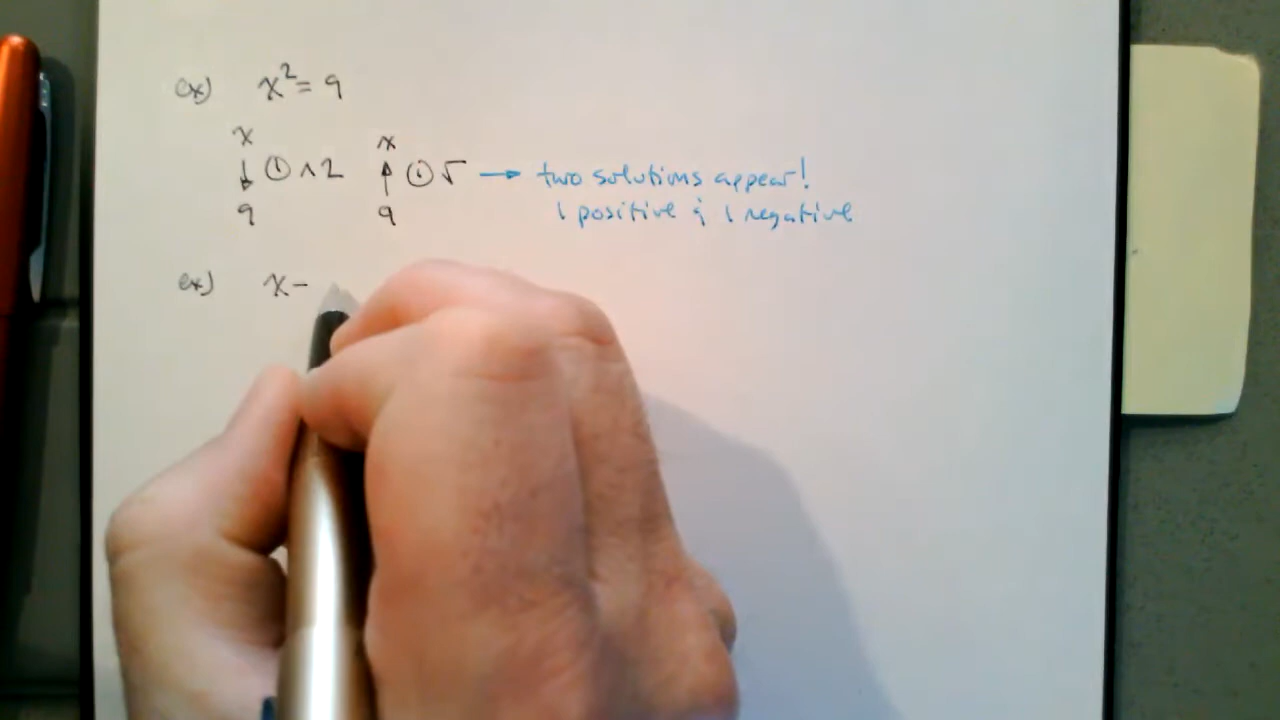 ex) x² = 9
x x
↓ ① ^2 ↑ ① √ → two solutions appear!
9 9 1 positive & 1 negative
ex) x -